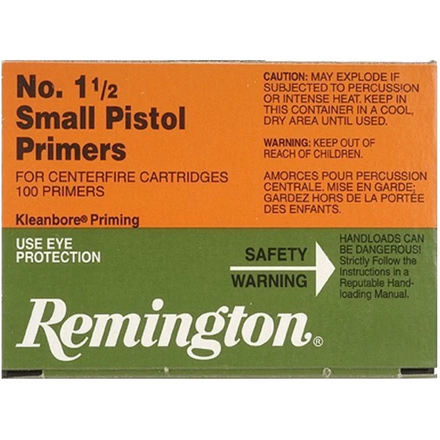 No. 1 1/2
Small Pistol
Primers
FOR CENTERFIRE CARTRIDGES
100 PRIMERS
Kleanbore® Priming
CAUTION: MAY EXPLODE IF
SUBJECTED TO PERCUSSION
OR INTENSE HEAT. KEEP IN
THIS CONTAINER IN A COOL,
DRY AREA UNTIL USED.
WARNING: KEEP OUT OF
REACH OF CHILDREN.
AMORCES POUR PERCUSSION
CENTRALE. MISE EN GARDE;
GARDEZ HORS DE LA PORTÉE
DES ENFANTS.
USE EYE
PROTECTION
SAFETY
WARNING
HANDLOADS CAN
BE DANGEROUS!
Strictly Follow the
Instructions in a
Reputable Hand-
loading Manual.
Remington®